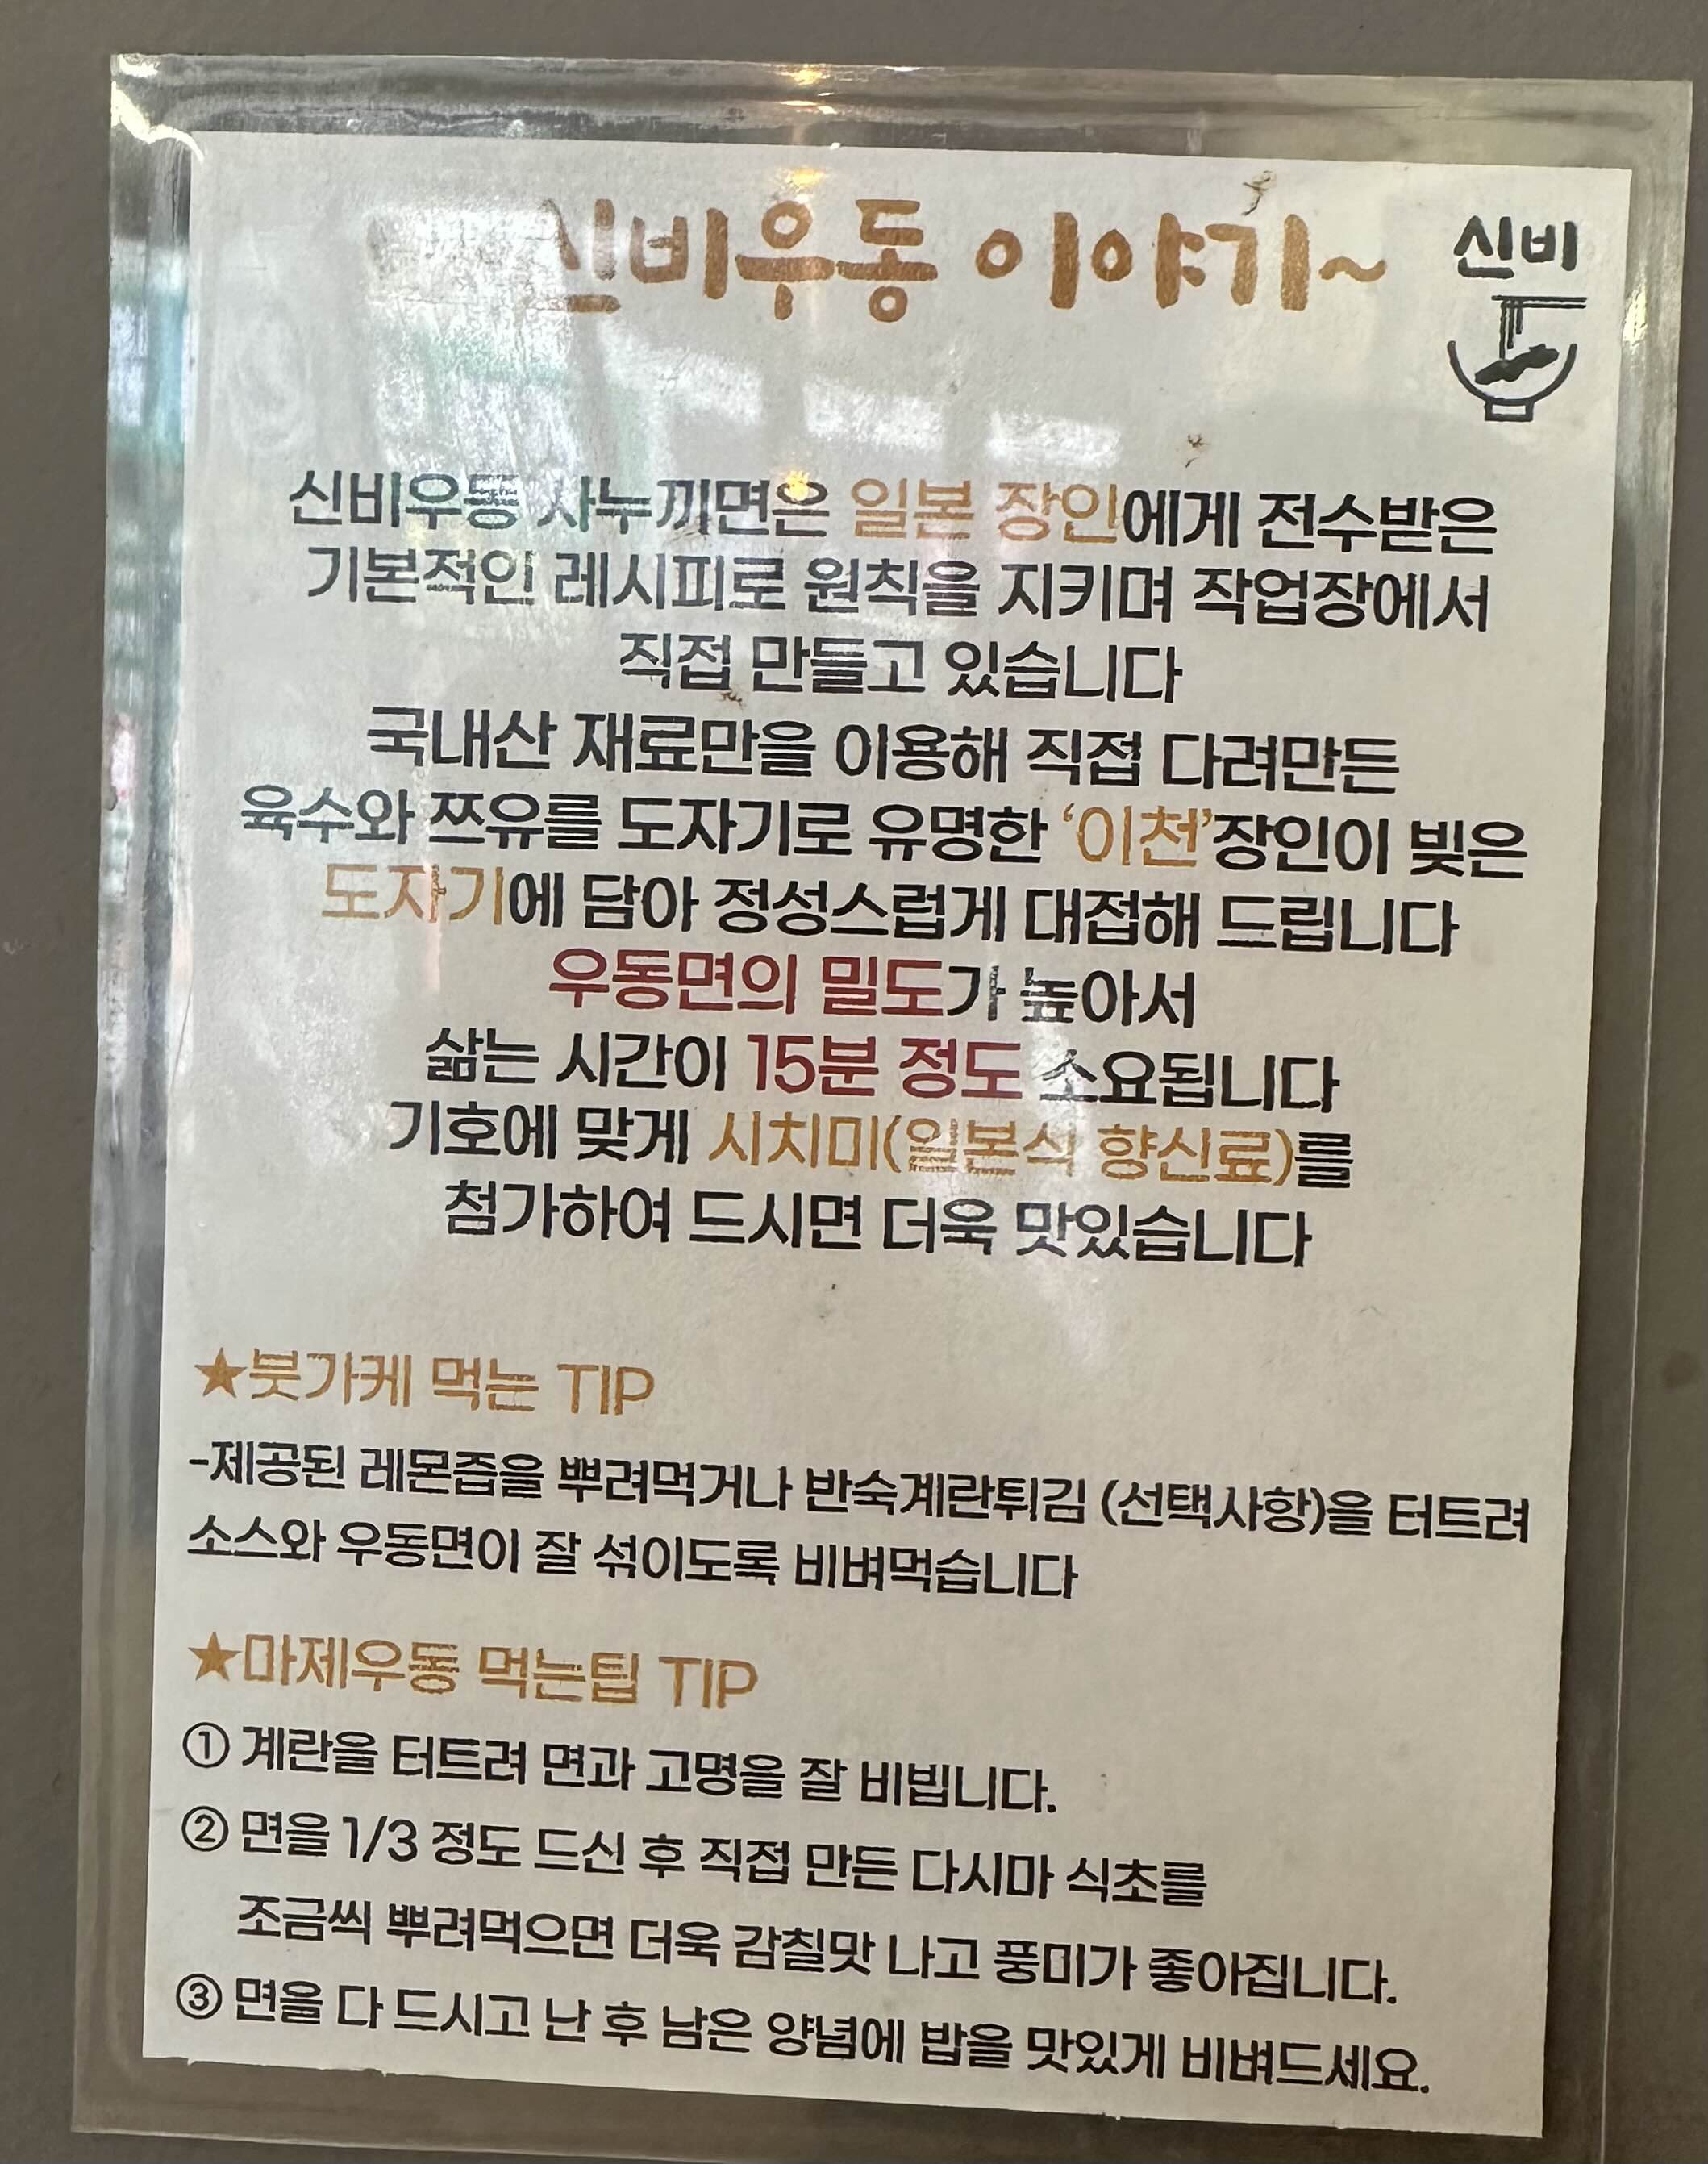 신비우동 이야기~
신비
신비우동 사누끼면은 일본 장인에게 전수받은
기본적인 레시피로 원칙을 지키며 작업장에서
직접 만들고 있습니다
국내산 재료만을 이용해 직접 다려만든
육수와 쯔유를 도자기로 유명한 '이천'장인이 빚은
도자기에 담아 정성스럽게 대접해 드립니다
우동면의 밀도가 높아서
삶는 시간이 15분 정도 소요됩니다
기호에 맞게 시치미(일본식 향신료)를
첨가하여 드시면 더욱 맛있습니다
★붓가케 먹는 TIP
-제공된 레몬즙을 뿌려먹거나 반숙계란튀김 (선택사항)을 터트려
소스와 우동면이 잘 섞이도록 비벼먹습니다
★마제우동 먹는팁 TIP
① 계란을 터트려 면과 고명을 잘 비빕니다.
② 면을 1/3 정도 드신 후 직접 만든 다시마 식초를
조금씩 뿌려먹으면 더욱 감칠맛 나고 풍미가 좋아집니다.
③ 면을 다 드시고 난 후 남은 양념에 밥을 맛있게 비벼드세요.